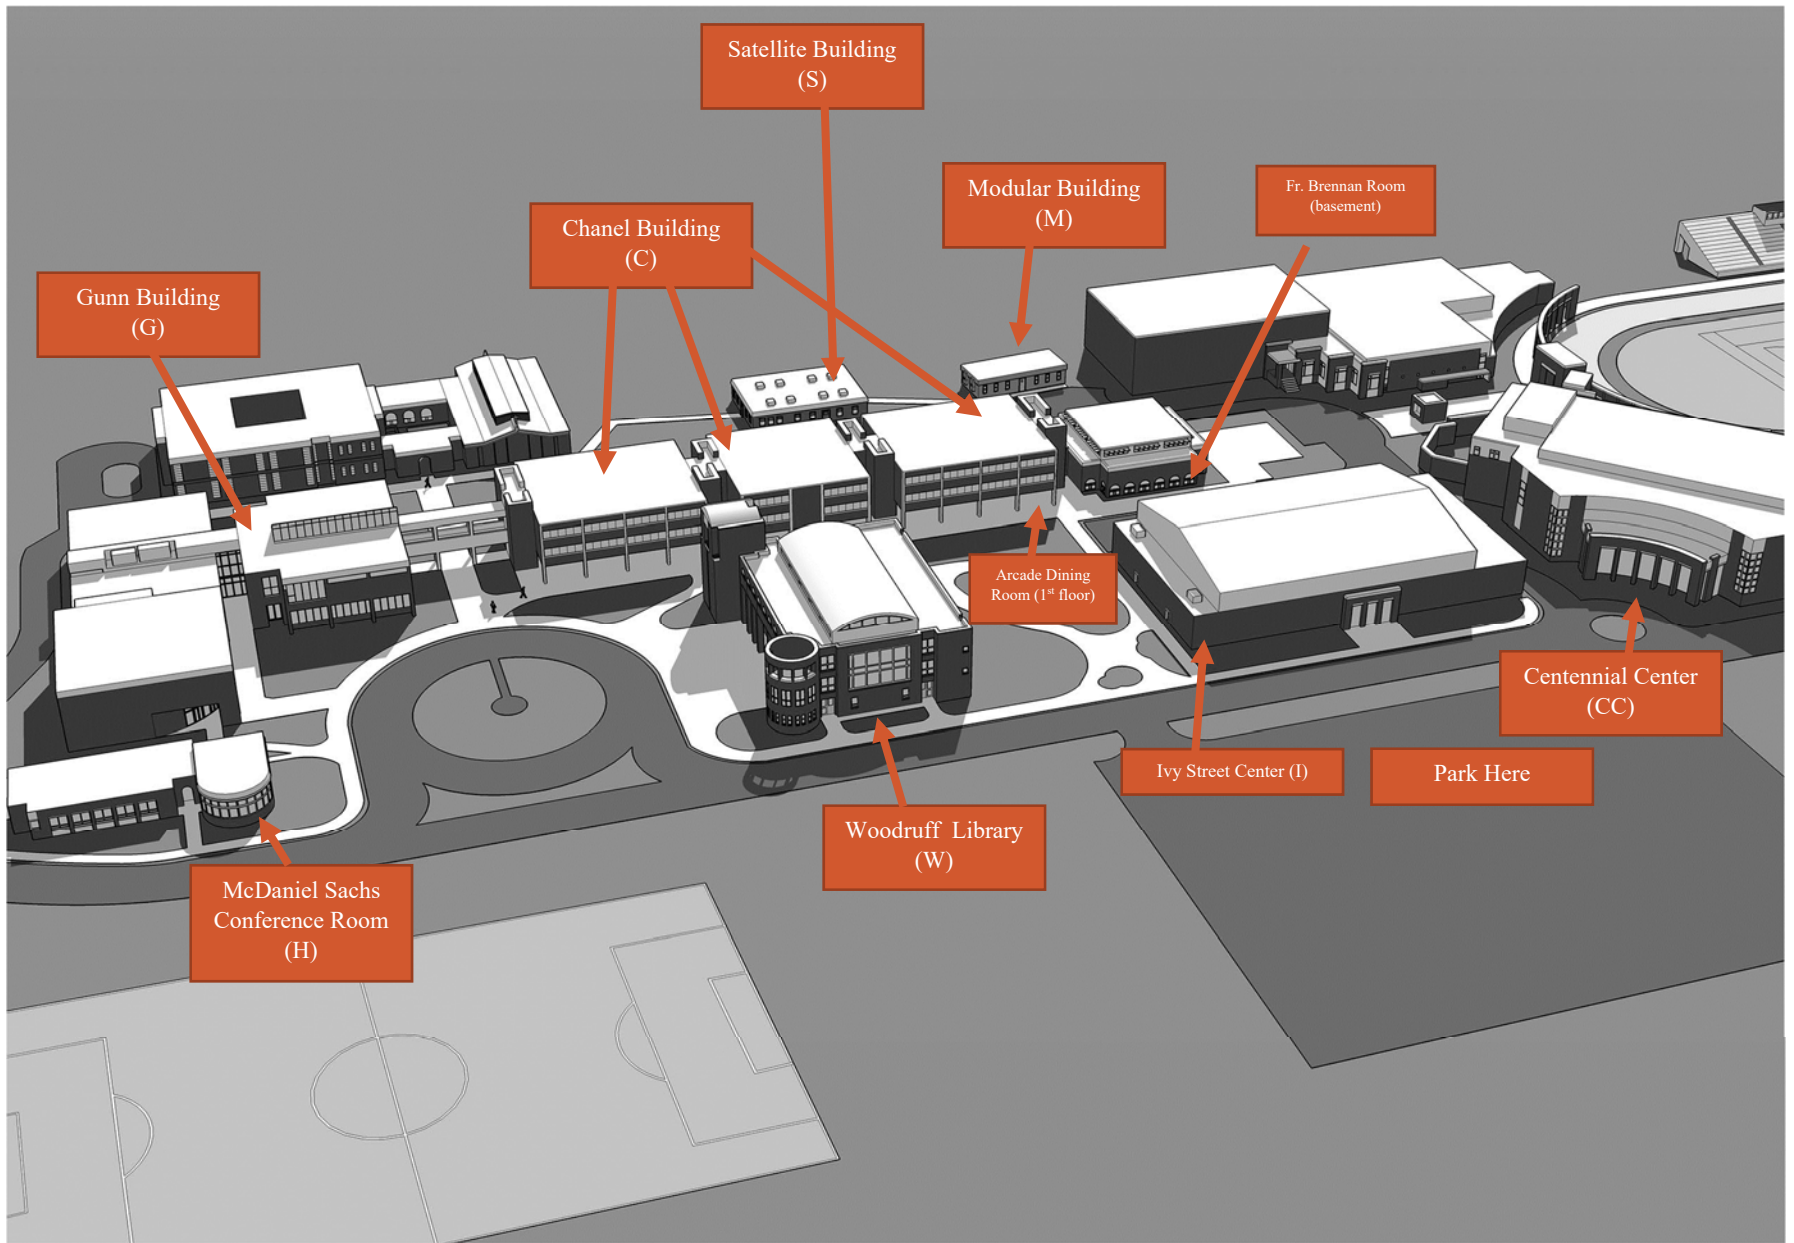 Satellite Building
(S)
Modular Building
(M)
Fr. Brennan Room
(basement)
Chanel Building
(C)
Gunn Building
(G)
Arcade Dining
Room (1st floor)
Centennial Center
(CC)
Ivy Street Center (I)
Park Here
Woodruff Library
(W)
McDaniel Sachs
Conference Room
(H)